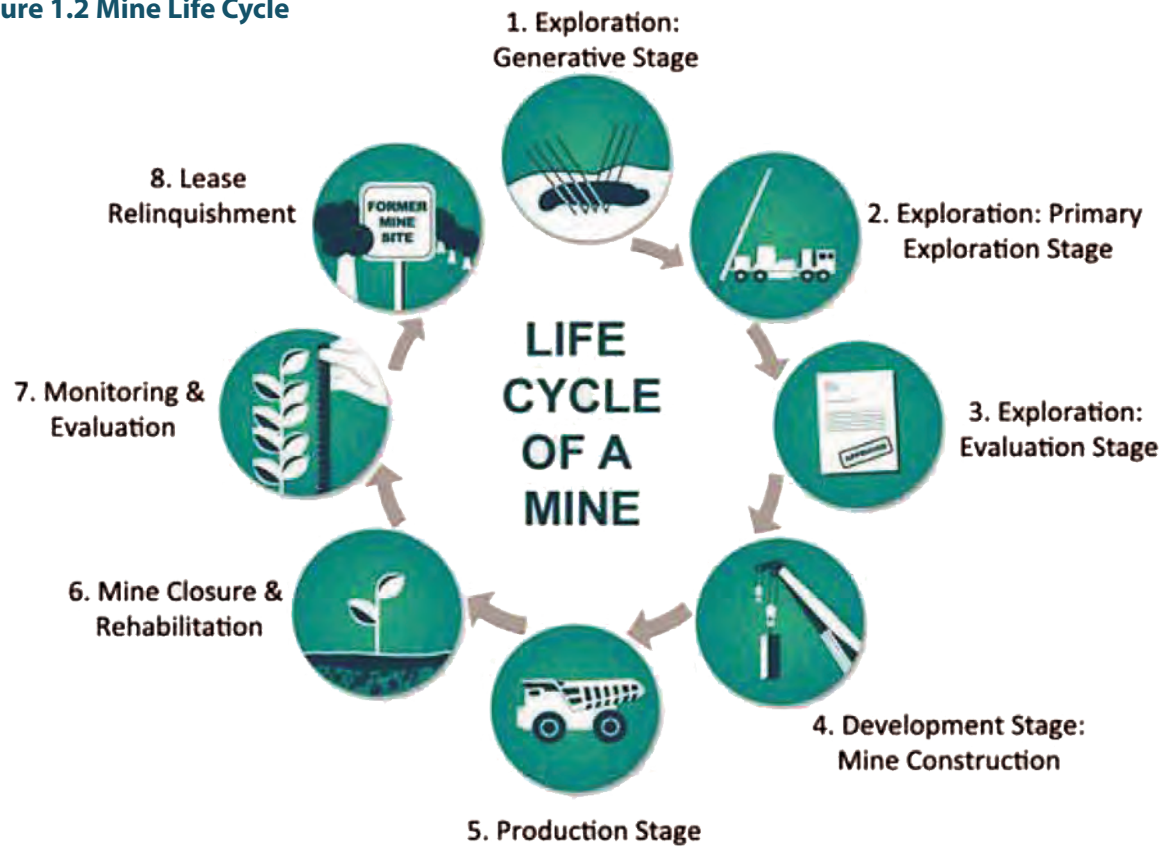 ure 1.2 Mine Life Cycle
1. Exploration:
Generative Stage
2. Exploration: Primary
Exploration Stage
3. Exploration:
Evaluation Stage
APPROVED
4. Development Stage:
Mine Construction
5. Production Stage
6. Mine Closure &
Rehabilitation
7. Monitoring &
Evaluation
8. Lease
Relinquishment
FORMER
MINE
SITE
LIFE
CYCLE
OF A
MINE